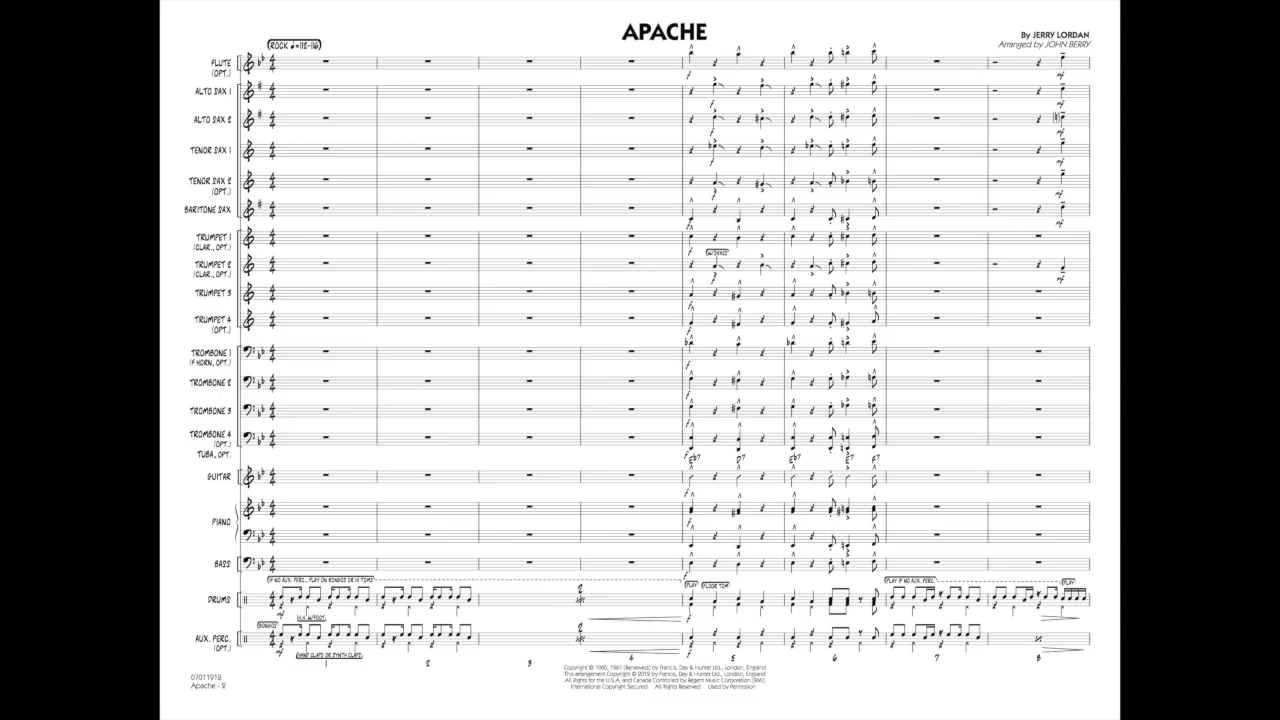 APACHE
ROCK ♩=112-116
By JERRY LORDAN
Arranged by JOHN BERRY
FLUTE
(OPT.)
ALTO SAX 1
ALTO SAX 2
TENOR SAX 1
TENOR SAX 2
(OPT.)
BARITONE SAX
TRUMPET 1
(CLAR., OPT.)
TRUMPET 2
(CLAR., OPT.)
TRUMPET 3
TRUMPET 4
(OPT.)
TROMBONE 1
(F HORN, OPT.)
TROMBONE 2
TROMBONE 3
TROMBONE 4
(OPT.)
TUBA, OPT.
Eb7 D7 Eb7 E7 F7
GUITAR
PIANO
BASS
IF NO AUX. PERC., PLAY ON BONGOS OR HI TOMS
PLAY
FLOOR TOM
PLAY IF NO AUX. PERC.
PLAY
DRUMS
H.H. W/FOOT
BONGOS
AUX. PERC.
(OPT.)
HAND CLAPS OR SYNTH CLAPS
1 2 3 4 5 6 7 8
Copyright © 1960, 1961 (Renewed) by Francis, Day & Hunter Ltd., London, England
This arrangement Copyright © 2012 by Francis, Day & Hunter Ltd., London, England
All Rights for the U.S.A. and Canada Controlled by Regent Music Corporation (BMI)
International Copyright Secured All Rights Reserved Used by Permission
07011912
Apache - 2